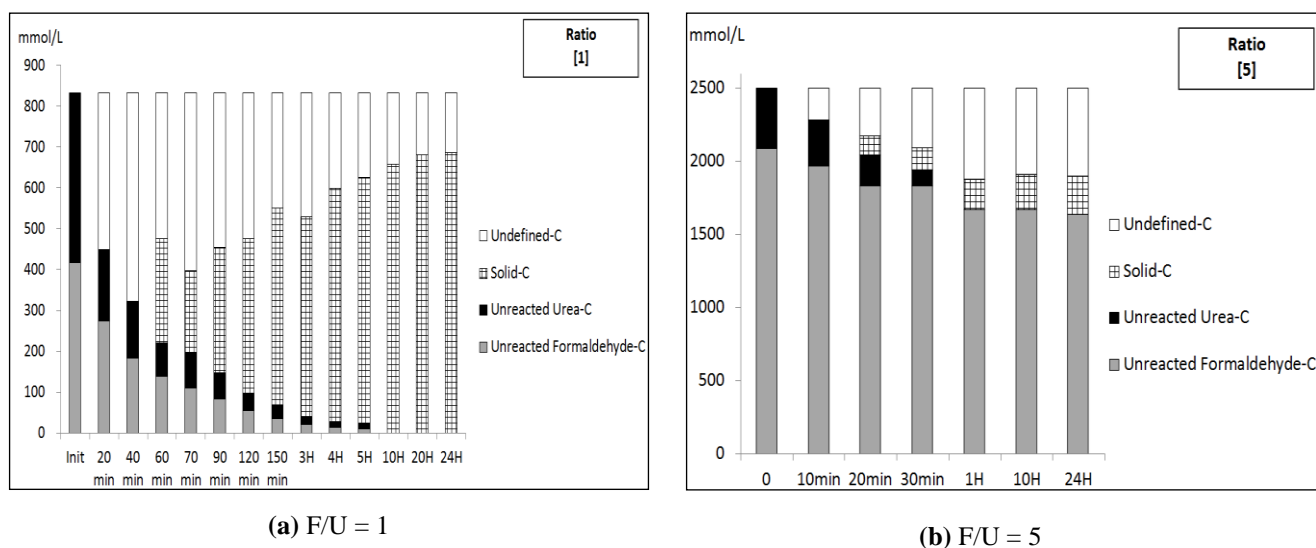 mmol/L
Ratio
[1]
900
800
700
600
500
400
300
200
100
0
Init 20 40 60 70 90 120 150 3H 4H 5H 10H 20H 24H
min min min min min min min
Undefined-C
Solid-C
Unreacted Urea-C
Unreacted Formaldehyde-C
(a) F/U = 1
mmol/L
Ratio
[5]
2500
2000
1500
1000
500
0
0 10min 20min 30min 1H 10H 24H
Undefined-C
Solid-C
Unreacted Urea-C
Unreacted Formaldehyde-C
(b) F/U = 5